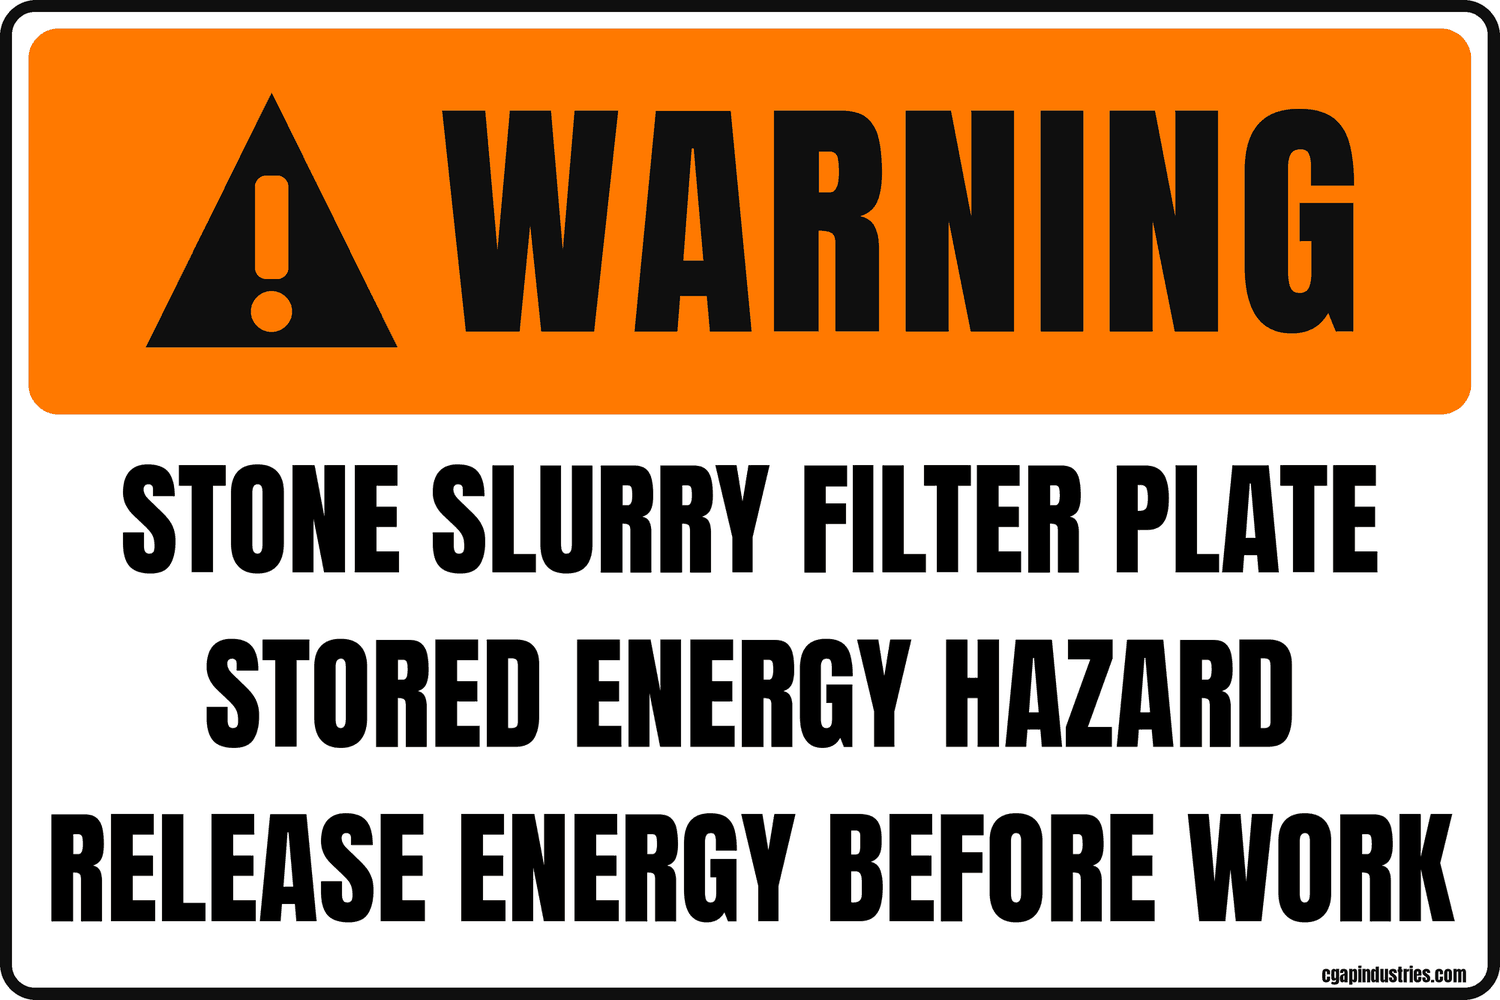 WARNING
STONE SLURRY FILTER PLATE
STORED ENERGY HAZARD
RELEASE ENERGY BEFORE WORK
cgapindustries.com